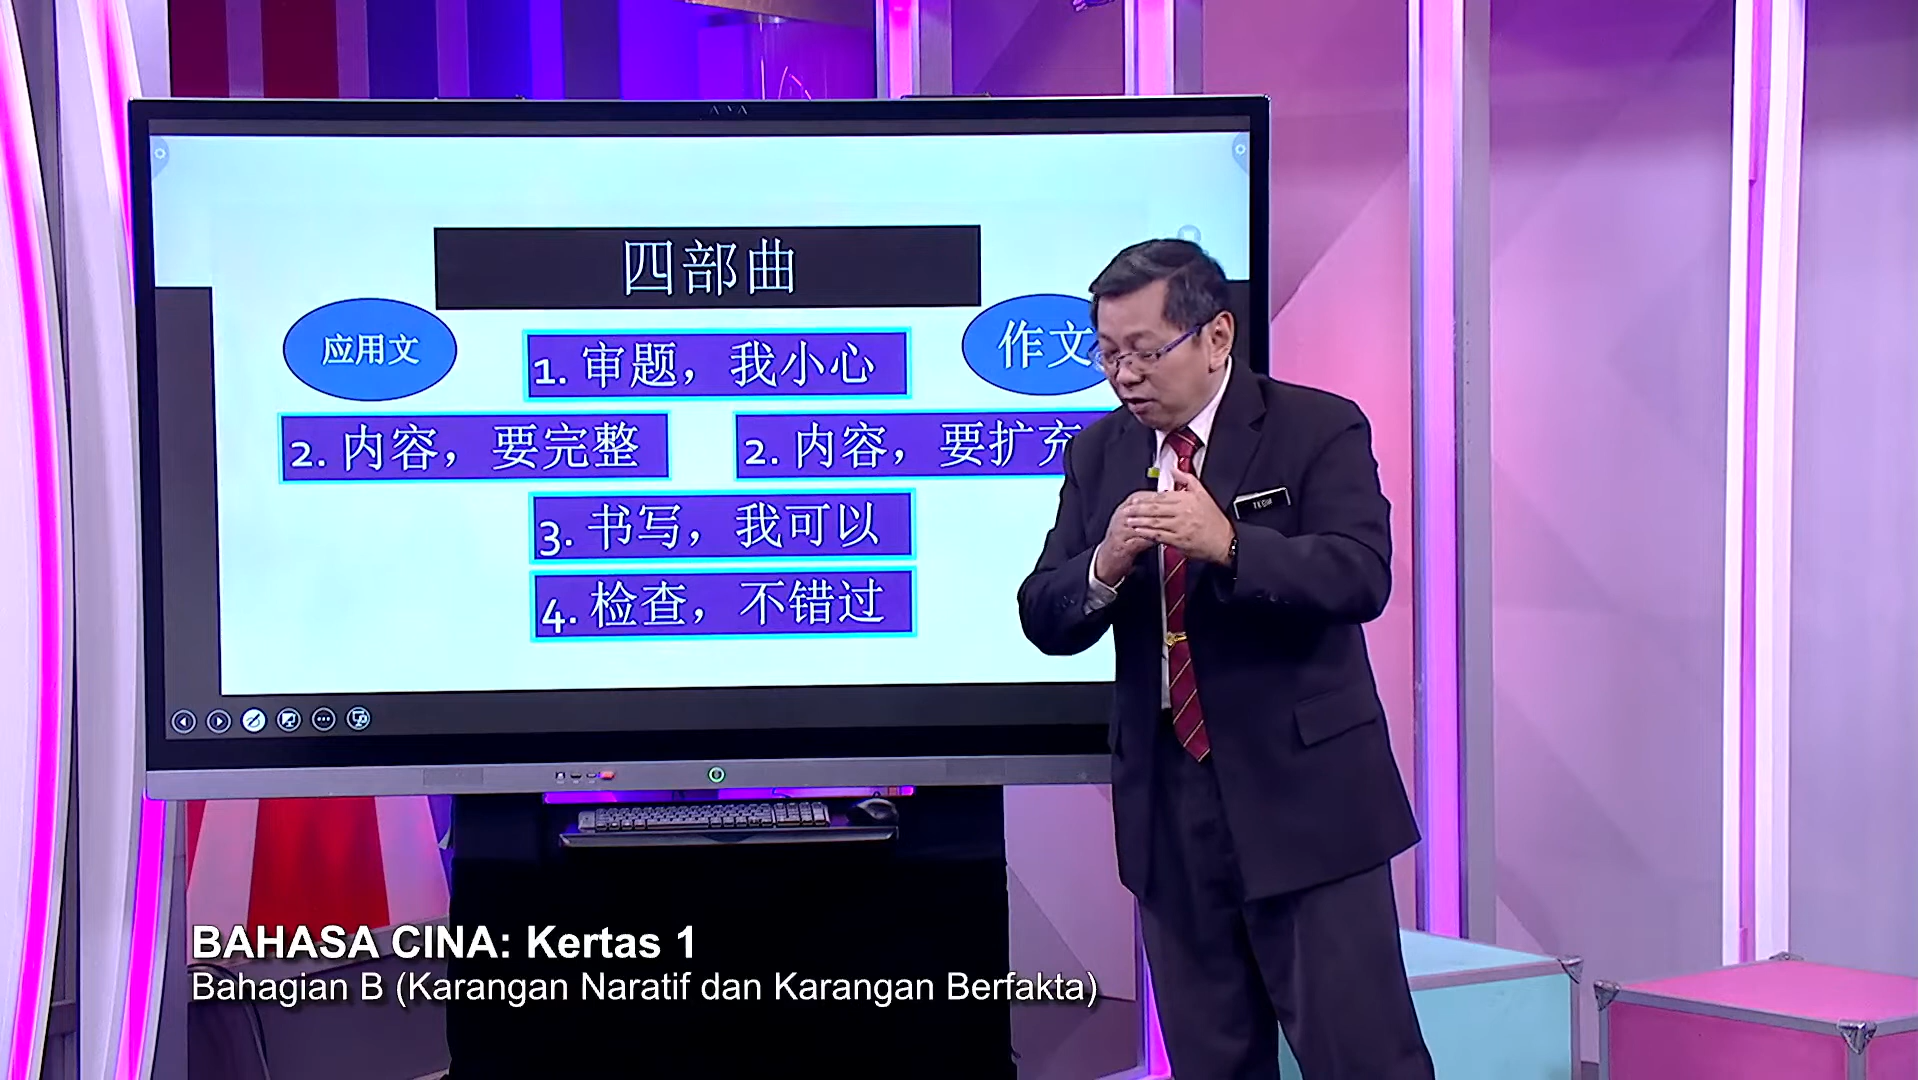 四部曲
应用文
作文
1. 审题，我小心
2. 内容，要完整
2. 内容，要扩充
3. 书写，我可以
4. 检查，不错过
BAHASA CINA: Kertas 1
Bahagian B (Karangan Naratif dan Karangan Berfakta)